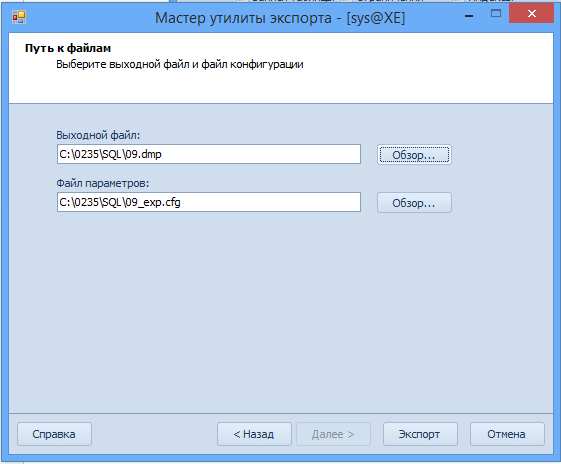 Мастер утилиты экспорта - [sys@XE]
Путь к файлам
Выберите выходной файл и файл конфигурации
Выходной файл:
C:\0235\SQL\09.dmp
Обзор...
Файл параметров:
C:\0235\SQL\09_exp.cfg
Обзор...
Справка
< Назад
Далее >
Экспорт
Отмена